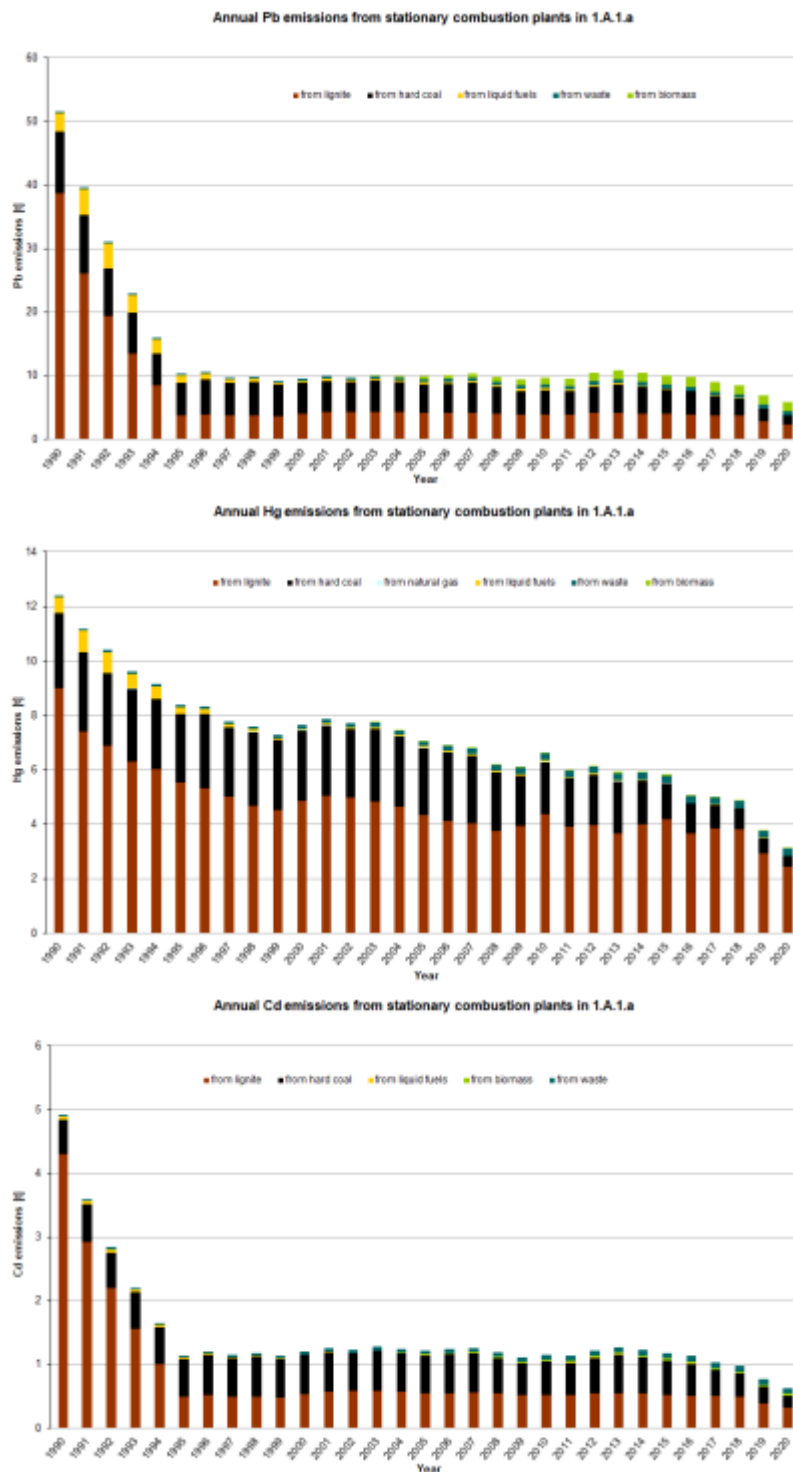 Annual Pb emissions from stationary combustion plants in 1.A.1.a
60
from lignite from hard coal from liquid fuels from waste from biomass
50
40
30
20
10
0
Pb emissions [t]
1990 1991 1992 1993 1994 1995 1996 1997 1998 1999 2000 2001 2002 2003 2004 2005 2006 2007 2008 2009 2010 2011 2012 2013 2014 2015 2016 2017 2018 2019 2020
Year
Annual Hg emissions from stationary combustion plants in 1.A.1.a
14
from lignite from hard coal from natural gas from liquid fuels from waste from biomass
12
10
8
6
4
2
0
Hg emissions [t]
1990 1991 1992 1993 1994 1995 1996 1997 1998 1999 2000 2001 2002 2003 2004 2005 2006 2007 2008 2009 2010 2011 2012 2013 2014 2015 2016 2017 2018 2019 2020
Year
Annual Cd emissions from stationary combustion plants in 1.A.1.a
6
from lignite from hard coal from liquid fuels from biomass from waste
5
4
3
2
1
0
Cd emissions [t]
1990 1991 1992 1993 1994 1995 1996 1997 1998 1999 2000 2001 2002 2003 2004 2005 2006 2007 2008 2009 2010 2011 2012 2013 2014 2015 2016 2017 2018 2019 2020
Year